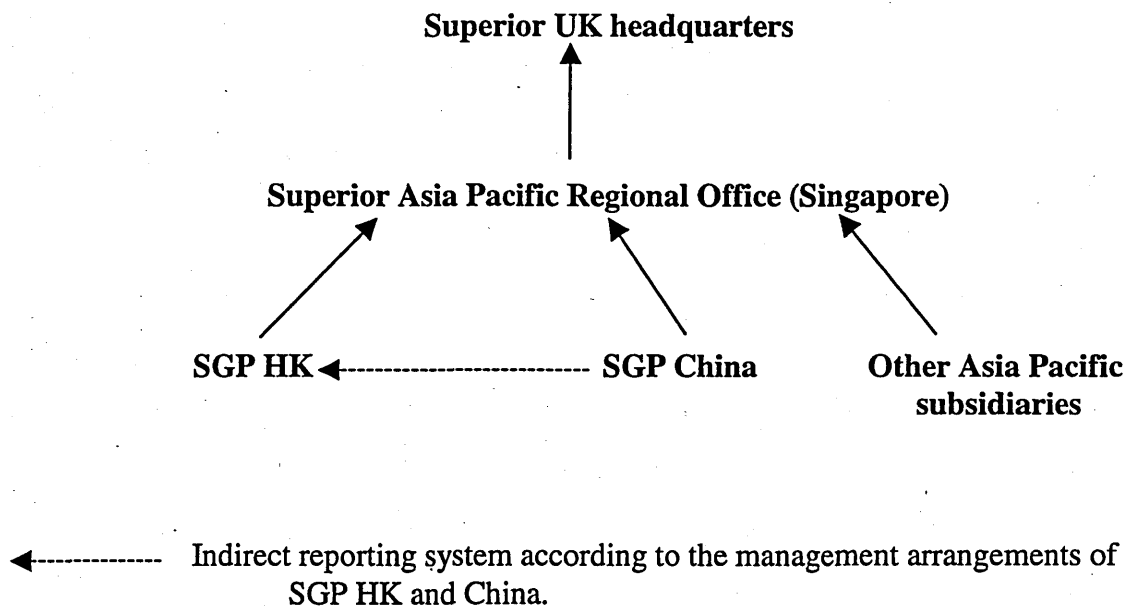 Superior UK headquarters
Superior Asia Pacific Regional Office (Singapore)
SGP HK SGP China Other Asia Pacific
subsidiaries
Indirect reporting system according to the management arrangements of
SGP HK and China.